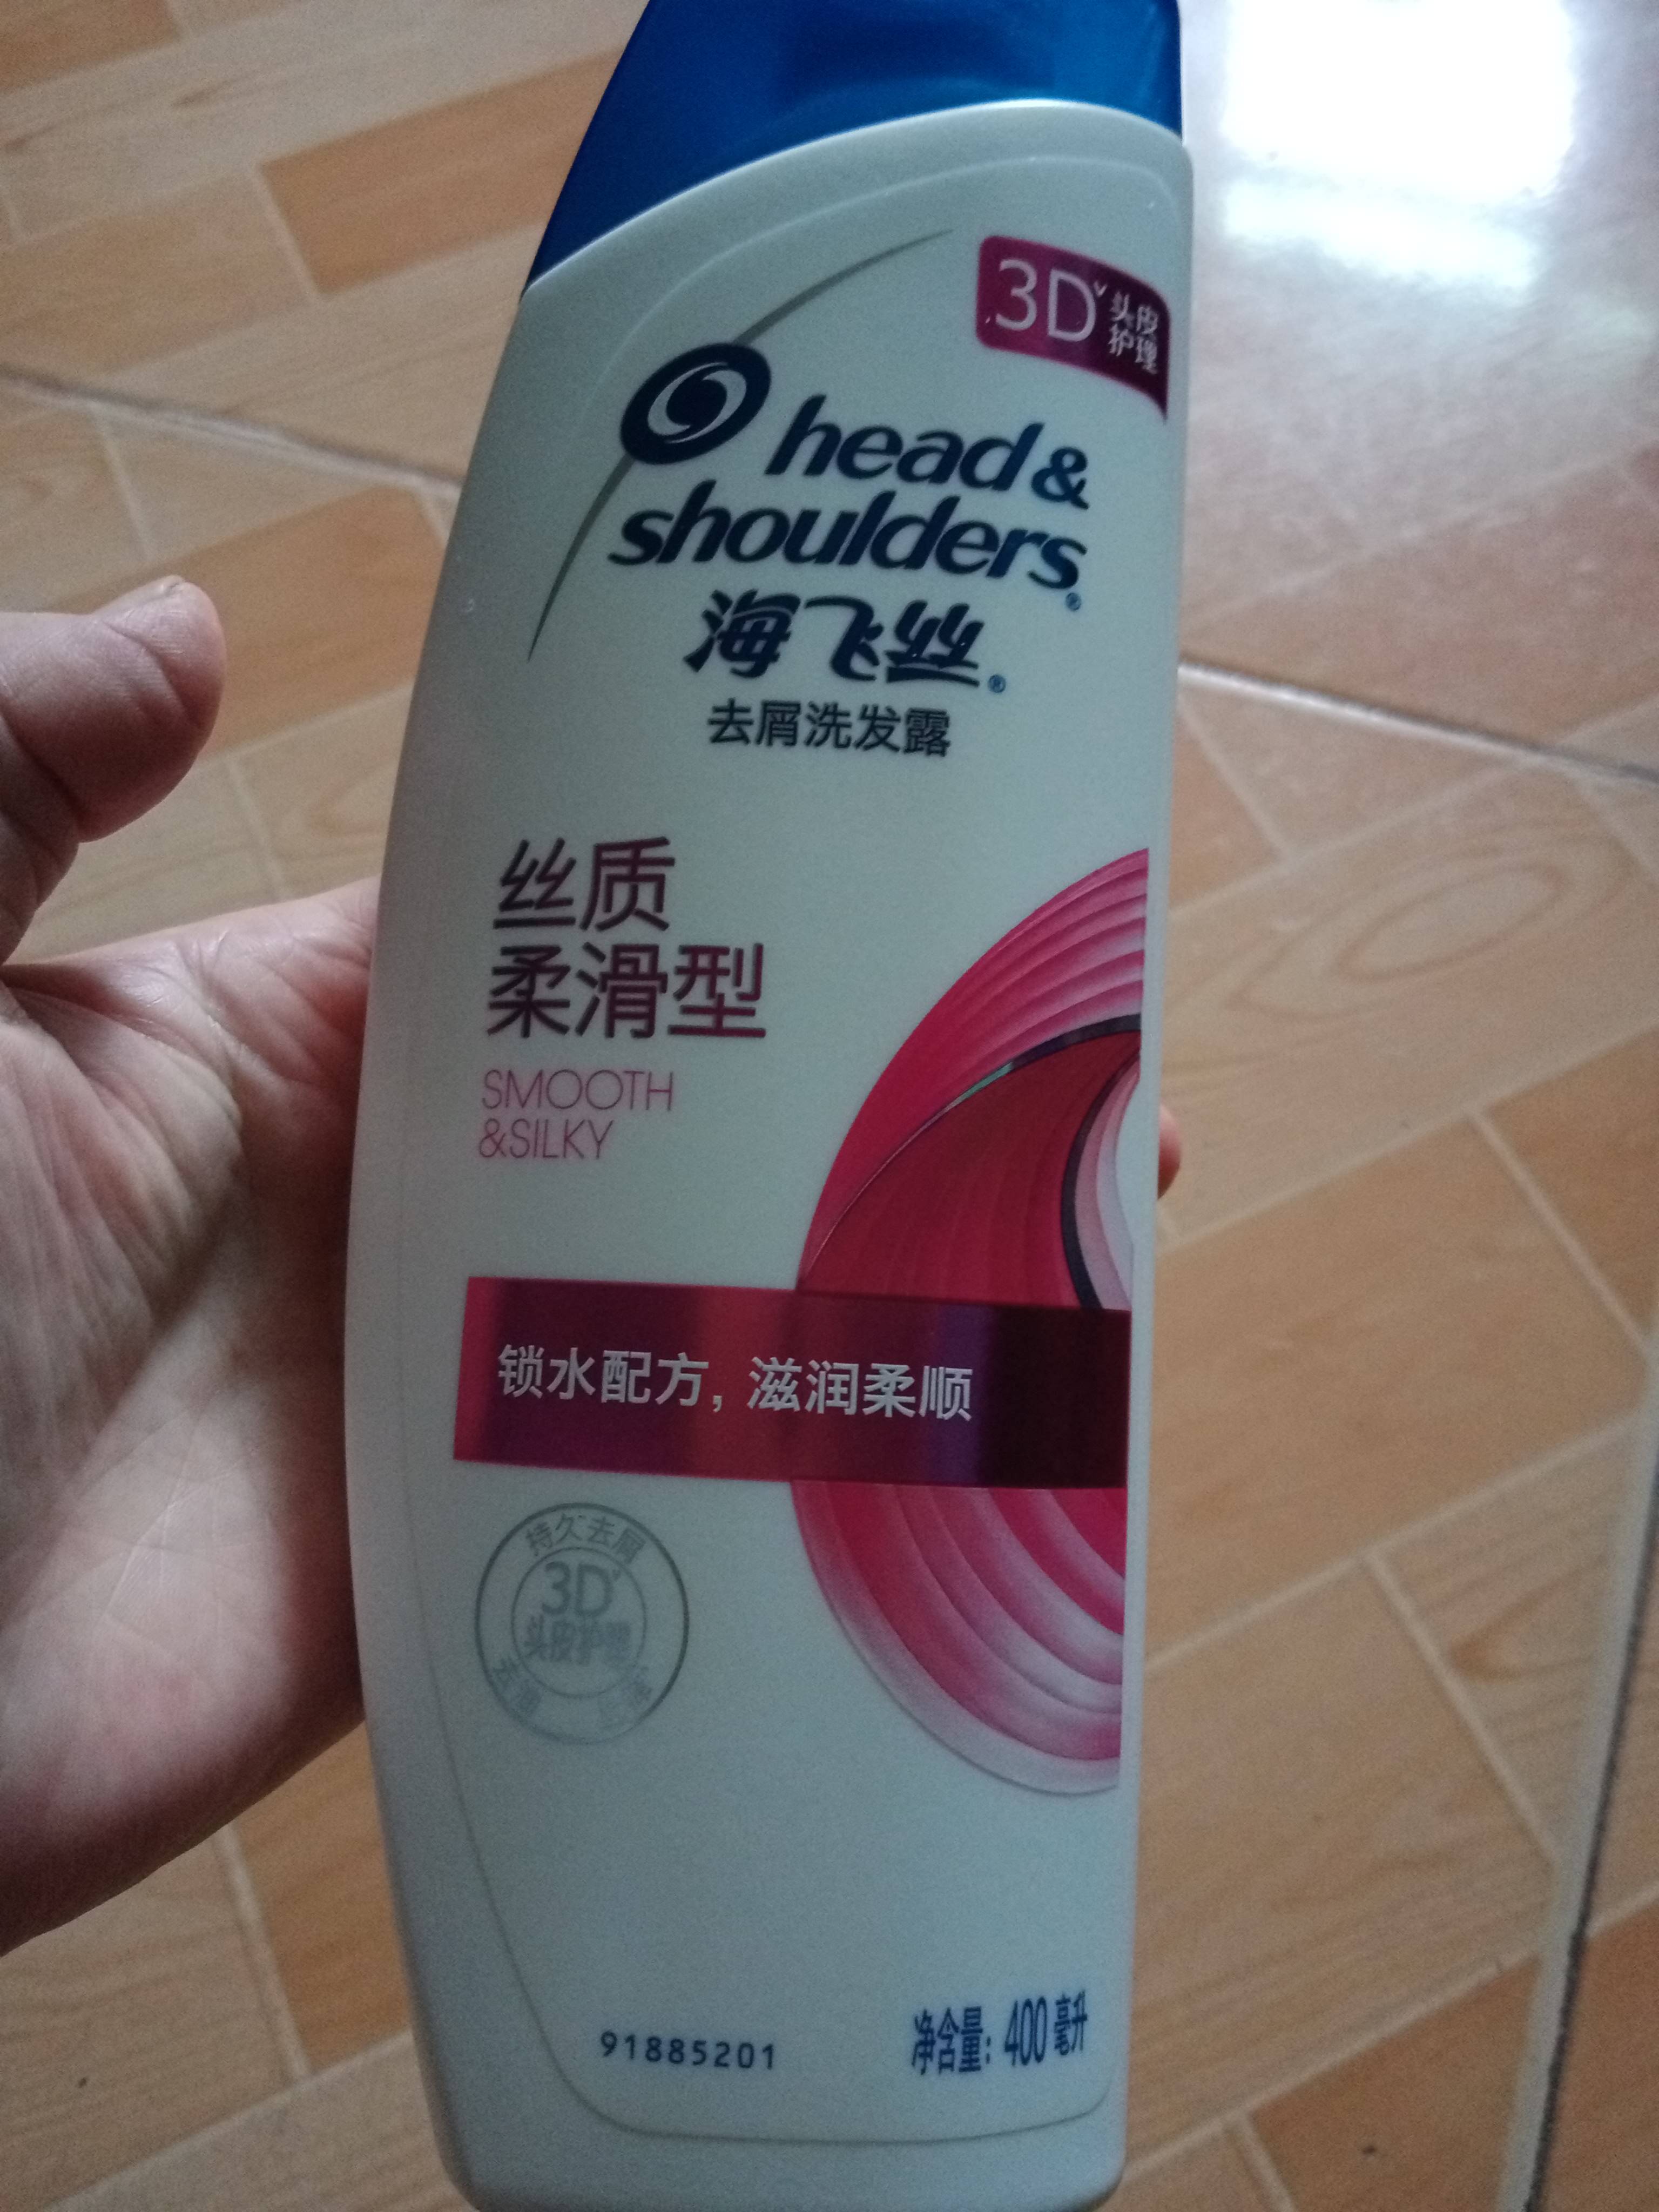 3D
头皮
护理
head &
shoulders®
海飞丝®
去屑洗发露
丝质
柔滑型
SMOOTH
&SILKY
锁水配方，滋润柔顺
持久去屑
3D
头皮护理
91885201
净含量：400毫升